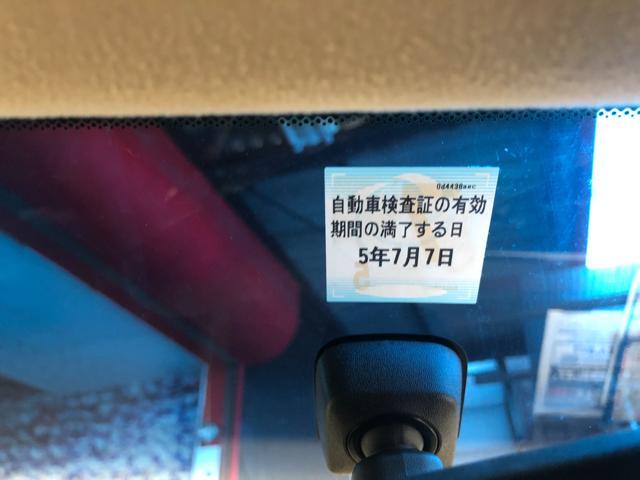 0d4438aec
自動車検査証の有効
期間の満了する日
5年7月7日